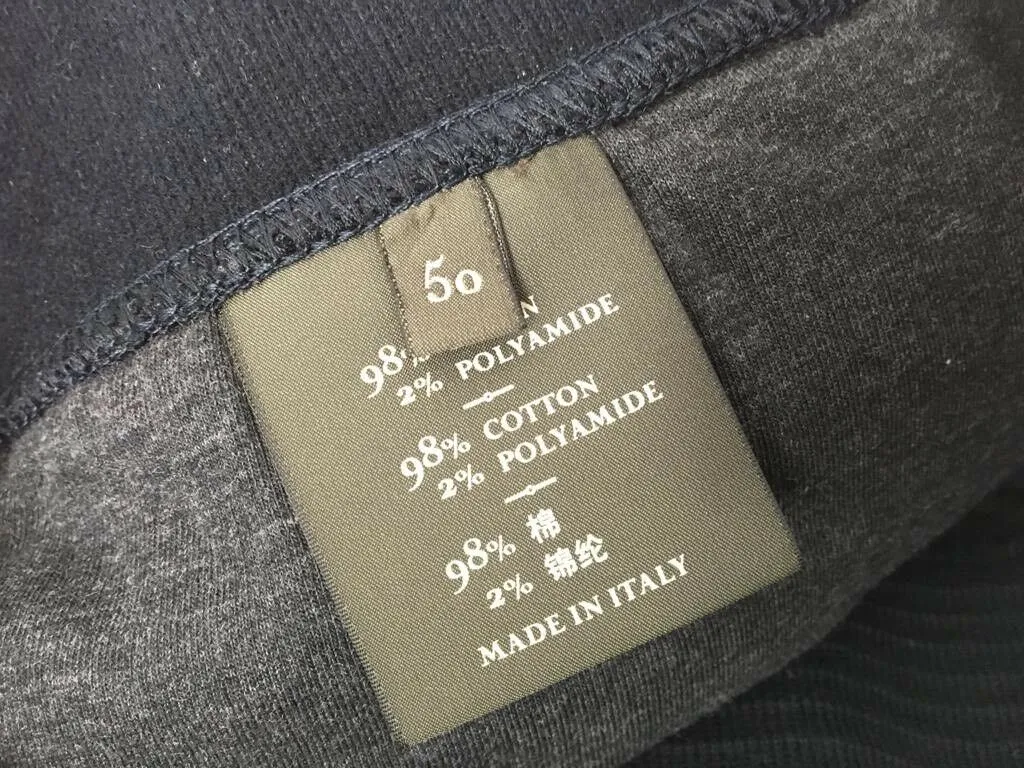 50
98%
2% POLYAMIDE
98% COTTON
2% POLYAMIDE
98% 棉
2% 锦纶
MADE IN ITALY